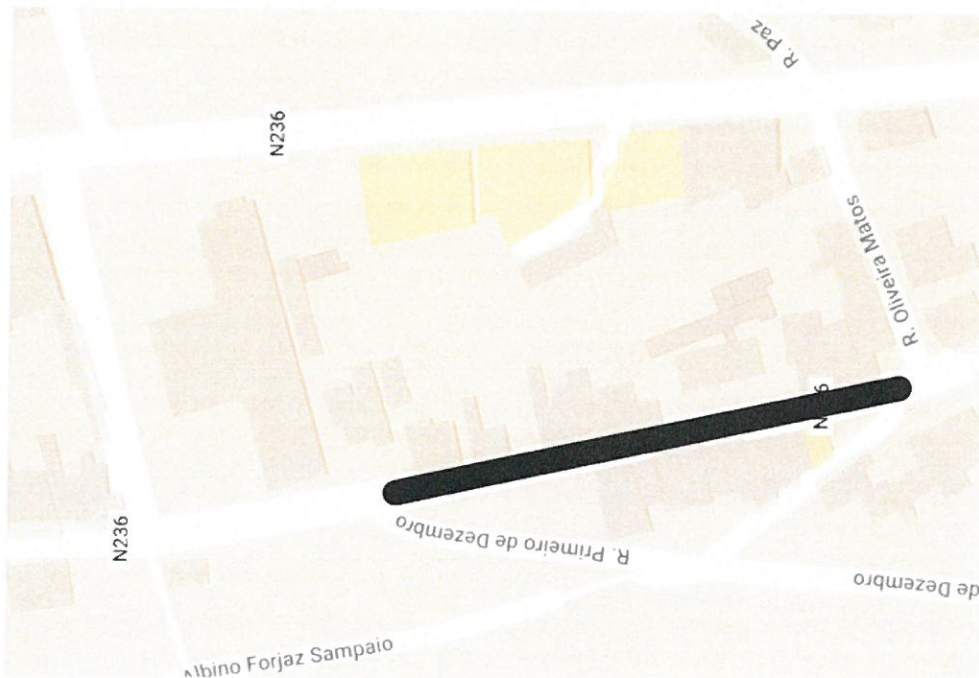 R. Paz
N236
R. Oliveira Matos
N236
R. Primeiro de Dezembro
de Dezembro
Albino Forjaz Sampaio